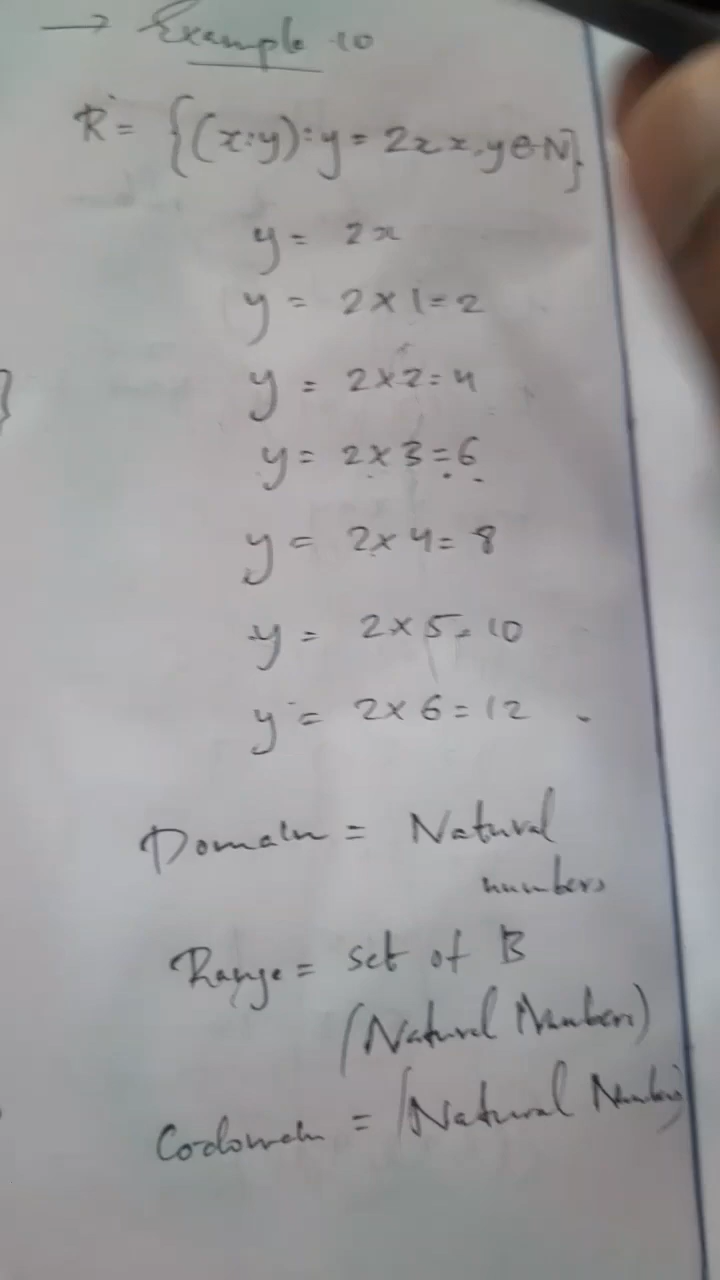 → Example 10
R = {(x:y):y = 2x x,y∈N}
y = 2x
y = 2×1=2
y = 2×2=4
y = 2×3=6
y = 2×4=8
y = 2×5=10
y = 2×6=12
}
Domain = Natural
numbers
Range = set of B
(Natural Numbers)
Codomain = (Natural Numbers)